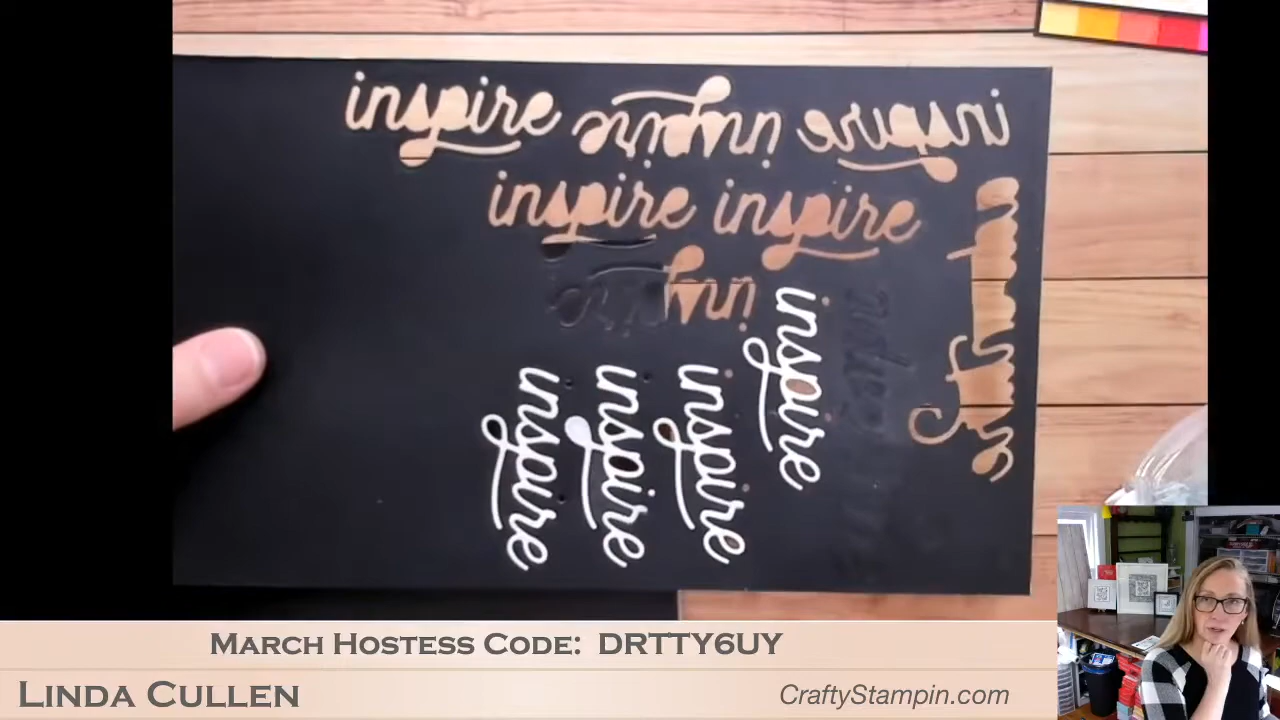 inspire inspire inspire
inspire inspire
inspire
inspire
inspire
inspire
inspire
March Hostess Code: DRTTY6UY
Linda Cullen
CraftyStampin.com